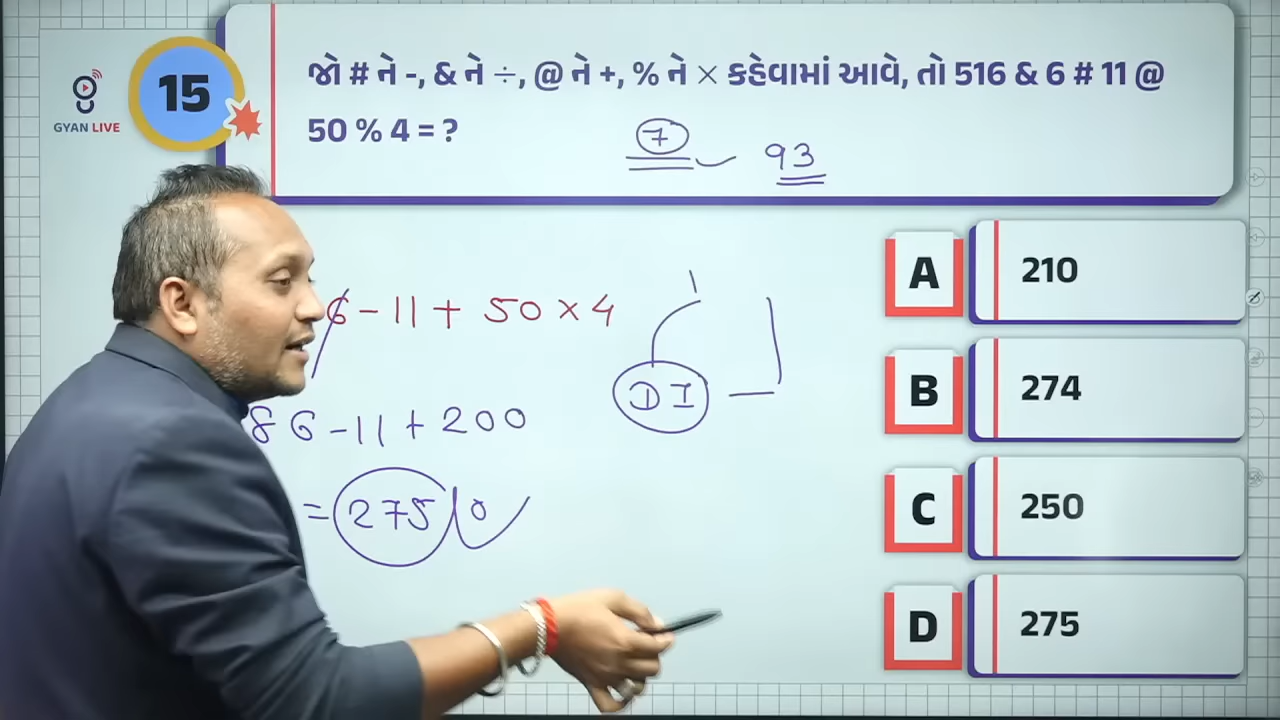 GYAN LIVE
15
જો # ને -, & ને ÷, @ ને +, % ને × કહેવામાં આવે, તો 516 & 6 # 11 @
50 % 4 = ?
7
93
6 - 11 + 50 × 4
86 - 11 + 200
= 275
DI
A 210
B 274
C 250
D 275